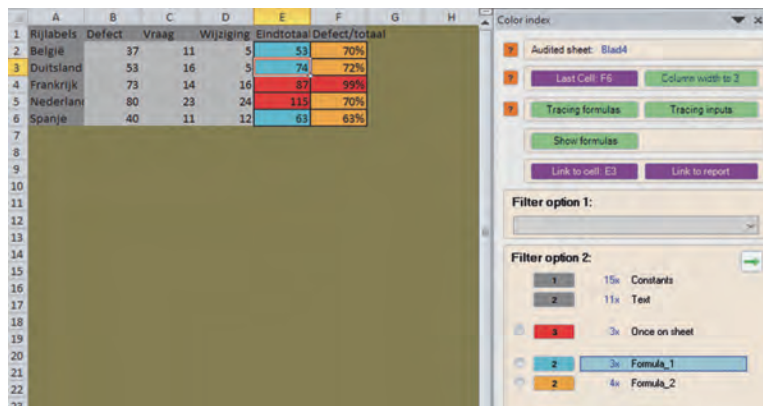 A B C D E F G H
1 Rijlabels Defect Vraag Wijziging Eindtotaal Defect/totaal
2 België 37 11 5 53 70%
3 Duitsland 53 16 5 74 72%
4 Frankrijk 73 14 16 87 99%
5 Nederlan 80 23 24 115 70%
6 Spanje 40 11 12 63 63%
7
8
9
10
11
12
13
14
15
16
17
18
19
20
21
22
23
Color index
? Audited sheet: Blad4
? Last Cell: F6 Column width to 3
? Tracing formulas Tracing inputs
Show formulas
Link to cell: E3 Link to report
Filter option 1:
Filter option 2:
1 15x Constants
2 11x Text
3 3x Once on sheet
2 3x Formula_1
2 4x Formula_2